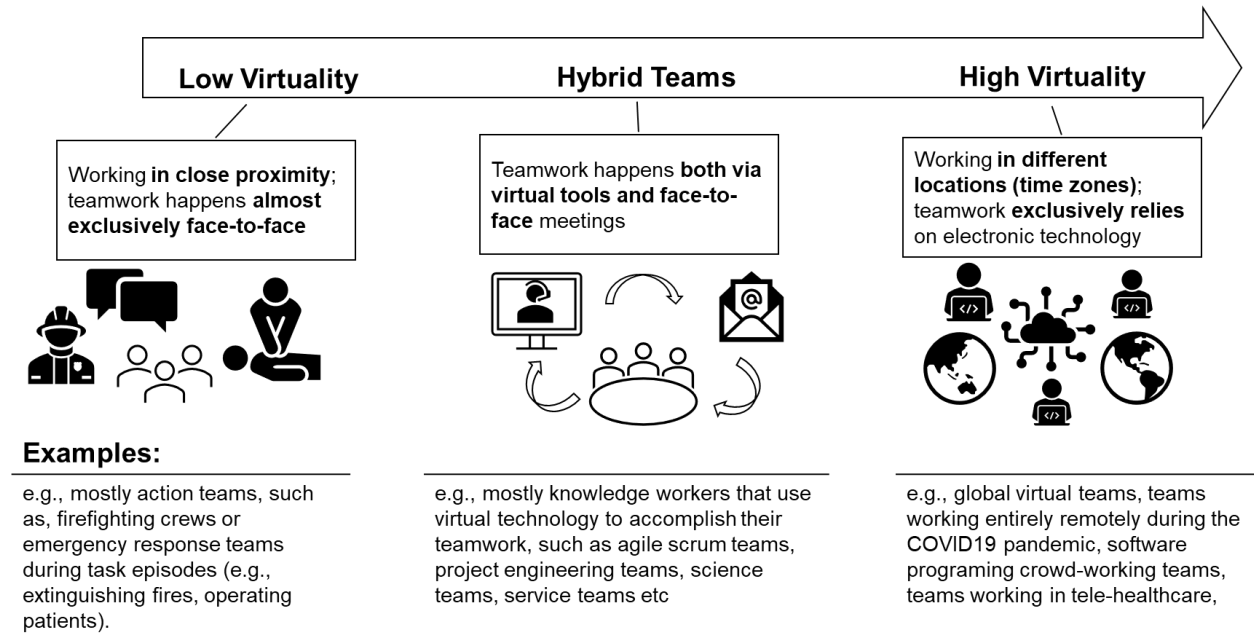 Low Virtuality
Hybrid Teams
High Virtuality
Working in close proximity;
teamwork happens almost
exclusively face-to-face
Teamwork happens both via
virtual tools and face-to-
face meetings
Working in different
locations (time zones);
teamwork exclusively relies
on electronic technology
@
</>
</>
</>
Examples:
e.g., mostly action teams, such
as, firefighting crews or
emergency response teams
during task episodes (e.g.,
extinguishing fires, operating
patients).
e.g., mostly knowledge workers that use
virtual technology to accomplish their
teamwork, such as agile scrum teams,
project engineering teams, science
teams, service teams etc
e.g., global virtual teams, teams
working entirely remotely during the
COVID19 pandemic, software
programing crowd-working teams,
teams working in tele-healthcare,